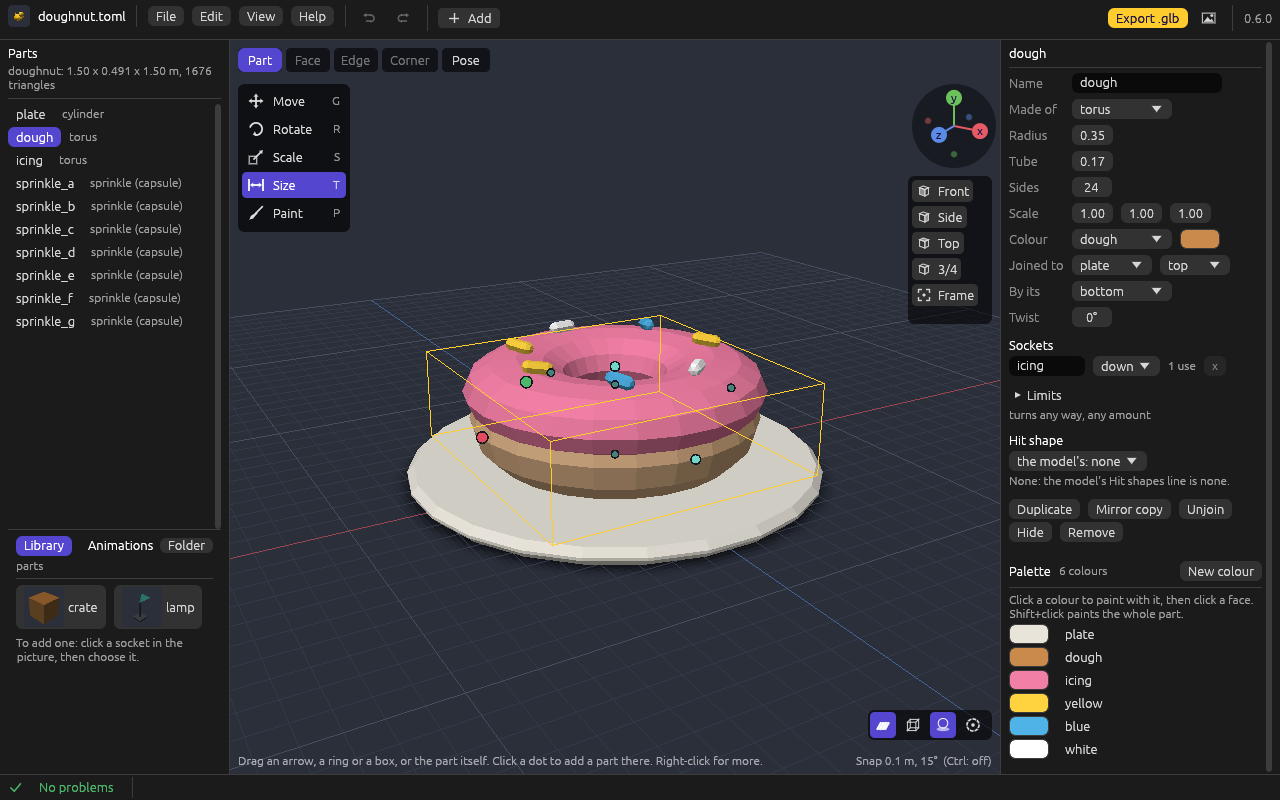 doughnut.toml File Edit View Help + Add Export .glb 0.6.0
Parts
doughnut: 1.50 x 0.491 x 1.50 m, 1676
triangles
plate cylinder
dough torus
icing torus
sprinkle_a sprinkle (capsule)
sprinkle_b sprinkle (capsule)
sprinkle_c sprinkle (capsule)
sprinkle_d sprinkle (capsule)
sprinkle_e sprinkle (capsule)
sprinkle_f sprinkle (capsule)
sprinkle_g sprinkle (capsule)
Library Animations Folder
parts
crate lamp
To add one: click a socket in the
picture, then choose it.
Part Face Edge Corner Pose
Move G
Rotate R
Scale S
Size T
Paint P
y
x
z
Front
Side
Top
3/4
Frame
Drag an arrow, a ring or a box, or the part itself. Click a dot to add a part there. Right-click for more.
Snap 0.1 m, 15° (Ctrl: off)
dough
Name dough
Made of torus
Radius 0.35
Tube 0.17
Sides 24
Scale 1.00 1.00 1.00
Colour dough
Joined to plate top
By its bottom
Twist 0°
Sockets
icing down 1 use x
Limits
turns any way, any amount
Hit shape
the model's: none
None: the model's Hit shapes line is none.
Duplicate Mirror copy Unjoin
Hide Remove
Palette 6 colours New colour
Click a colour to paint with it, then click a face.
Shift+click paints the whole part.
plate
dough
icing
yellow
blue
white
No problems